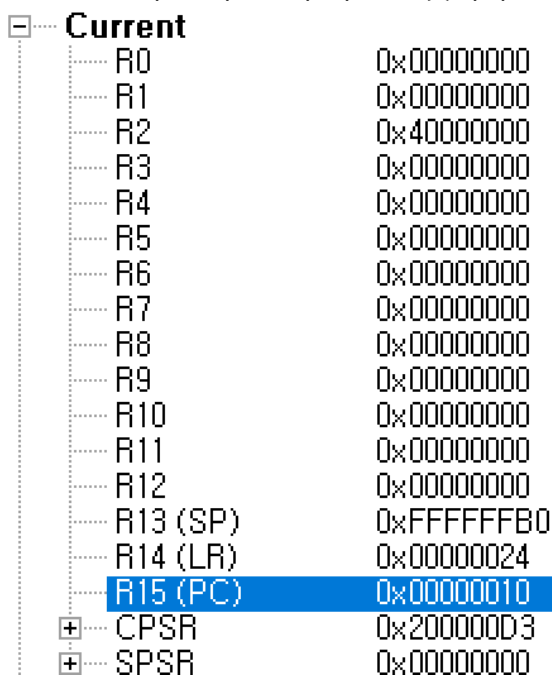 Current
R0 0x00000000
R1 0x00000000
R2 0x40000000
R3 0x00000000
R4 0x00000000
R5 0x00000000
R6 0x00000000
R7 0x00000000
R8 0x00000000
R9 0x00000000
R10 0x00000000
R11 0x00000000
R12 0x00000000
R13 (SP) 0xFFFFFFB0
R14 (LR) 0x00000024
R15 (PC) 0x00000010
CPSR 0x200000D3
SPSR 0x00000000